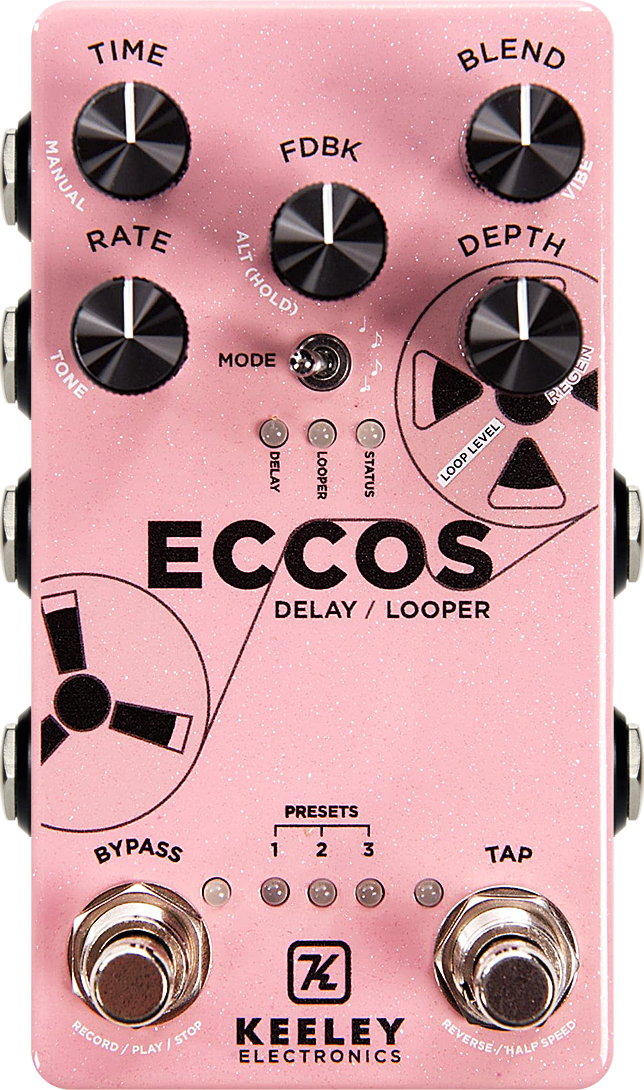 TIME
BLEND
MANUAL
FDBK
VIBE
RATE
ALT (HOLD)
DEPTH
TONE
MODE
REGEN
LOOP LEVEL
DELAY
LOOPER
STATUS
ECCOS
DELAY / LOOPER
PRESETS
1 2 3
BYPASS
TAP
RECORD / PLAY / STOP
REVERSE / HALF SPEED
KEELEY
ELECTRONICS